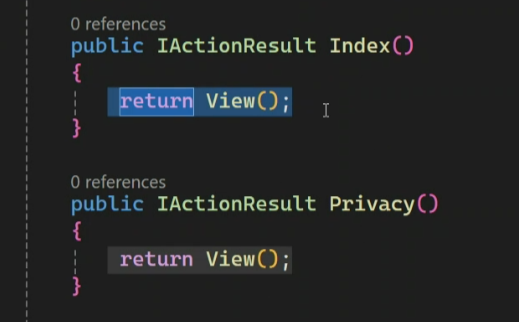 0 references
public IActionResult Index()
{
return View();
}
0 references
public IActionResult Privacy()
{
return View();
}